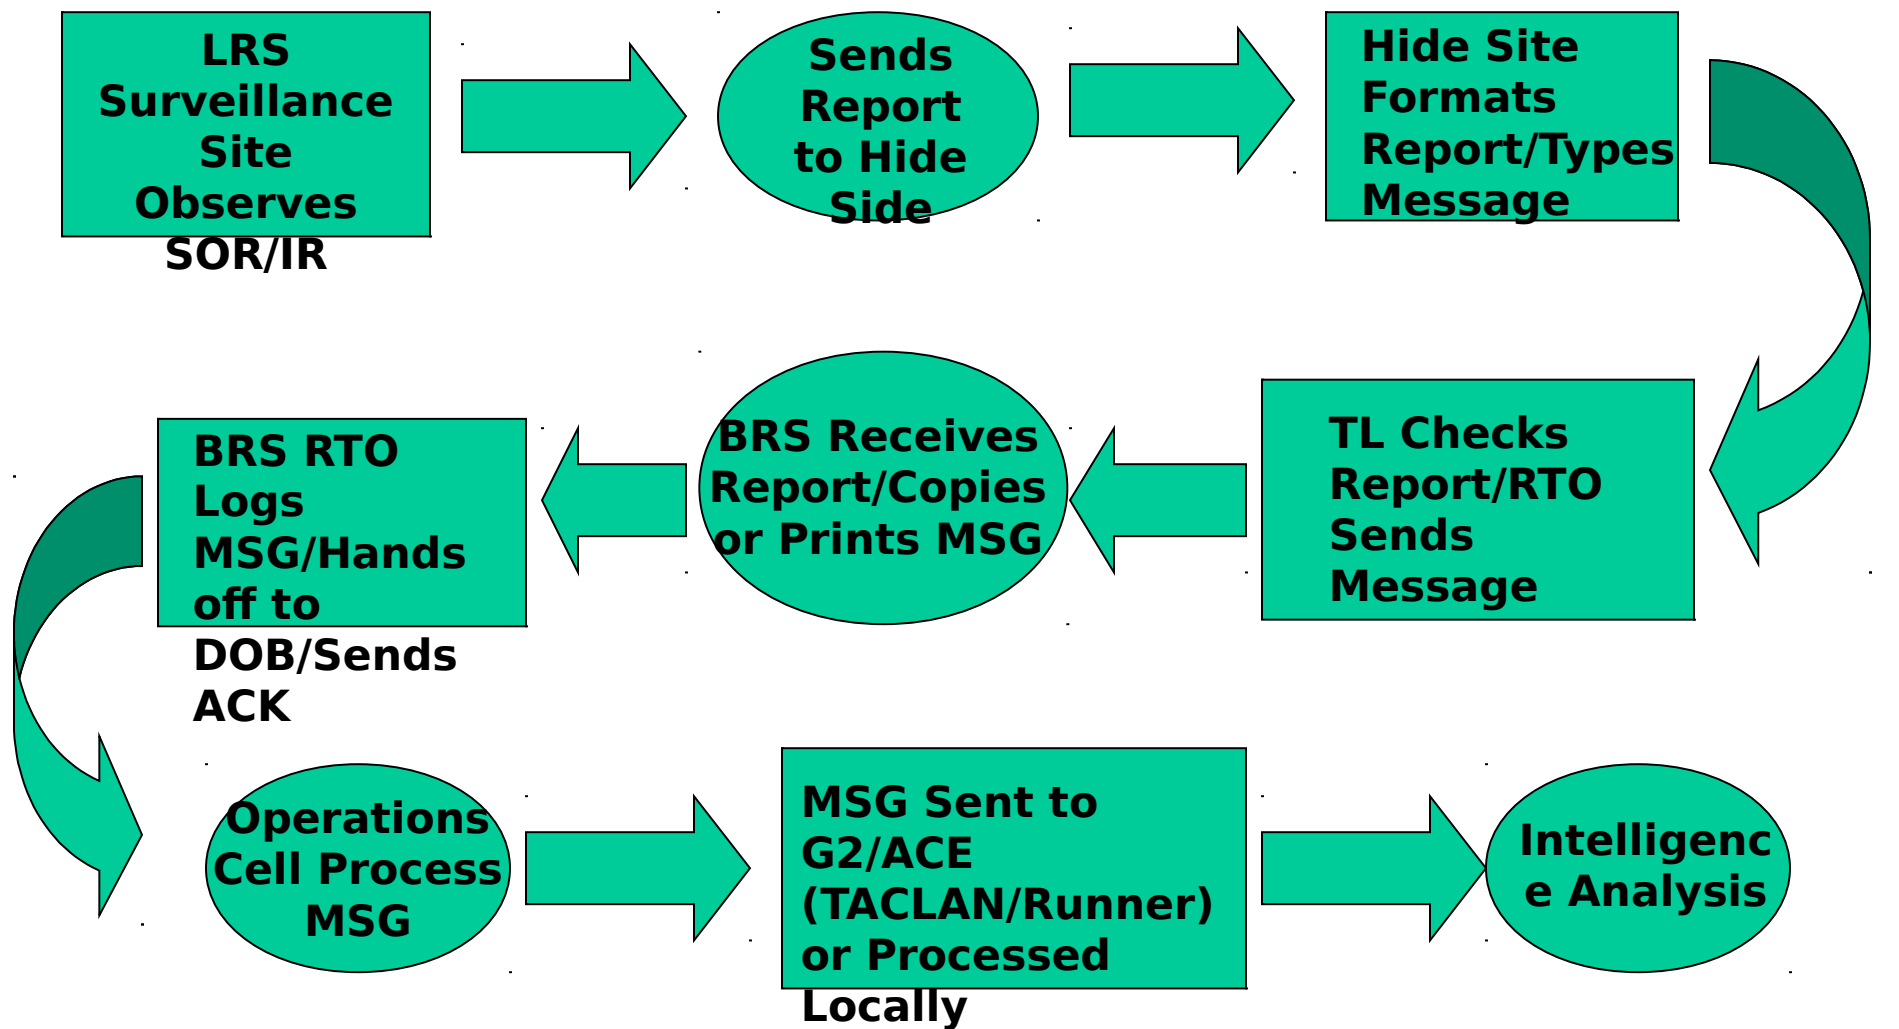 LRS
Surveillance
Site
Observes
SOR/IR
Sends
Report
to Hide
Side
Hide Site
Formats
Report/Types
Message
TL Checks
Report/RTO
Sends
Message
BRS Receives
Report/Copies
or Prints MSG
BRS RTO
Logs
MSG/Hands
off to
DOB/Sends
ACK
Operations
Cell Process
MSG
MSG Sent to
G2/ACE
(TACLAN/Runner)
or Processed
Locally
Intelligenc
e Analysis